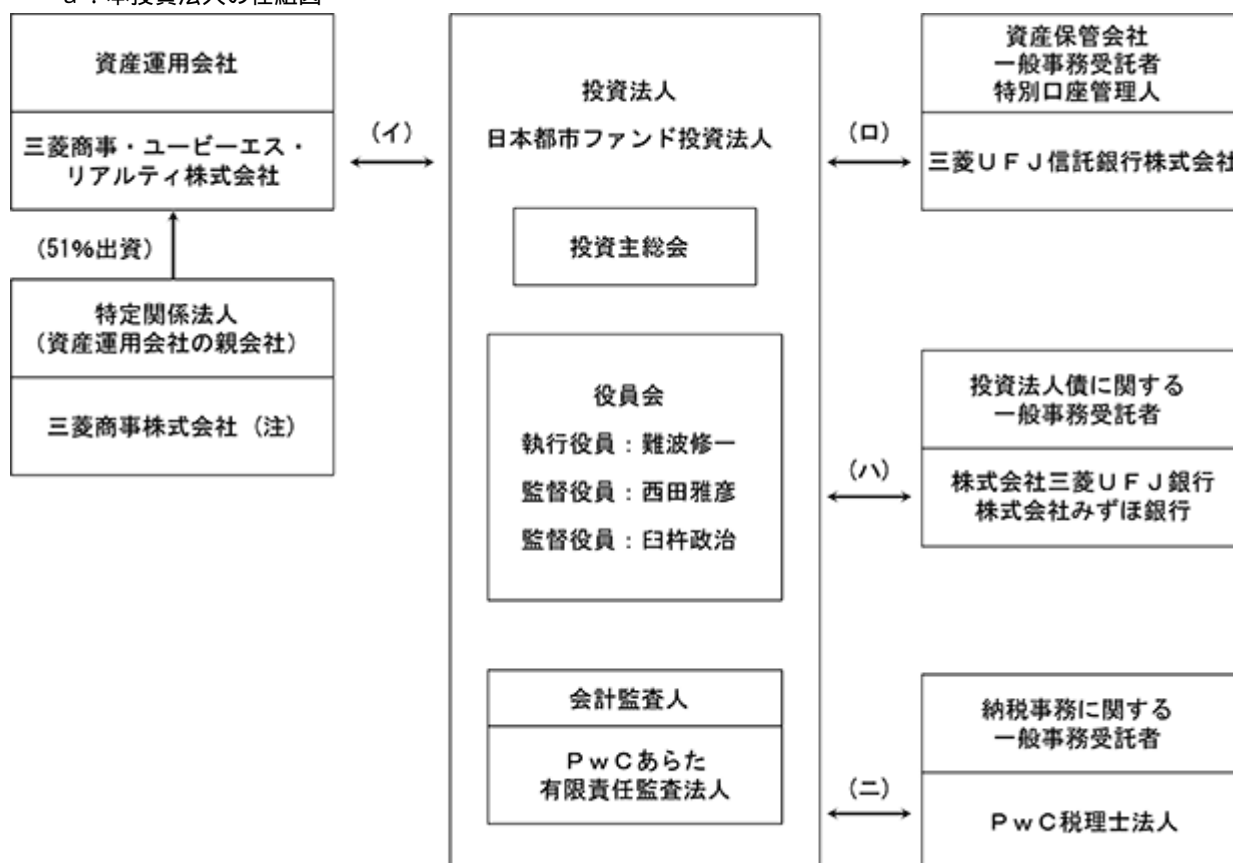 ａ．本投資法人の仕組図
資産運用会社
三菱商事・ユービーエス・
リアルティ株式会社
（51%出資）
特定関係法人
（資産運用会社の親会社）
三菱商事株式会社（注）
（イ）
投資法人
日本都市ファンド投資法人
投資主総会
役員会
執行役員：難波修一
監督役員：西田雅彦
監督役員：臼杵政治
会計監査人
ＰｗＣあらた
有限責任監査法人
（ロ）
資産保管会社
一般事務受託者
特別口座管理人
三菱ＵＦＪ信託銀行株式会社
（ハ）
投資法人債に関する
一般事務受託者
株式会社三菱ＵＦＪ銀行
株式会社みずほ銀行
（ニ）
納税事務に関する
一般事務受託者
ＰｗＣ税理士法人